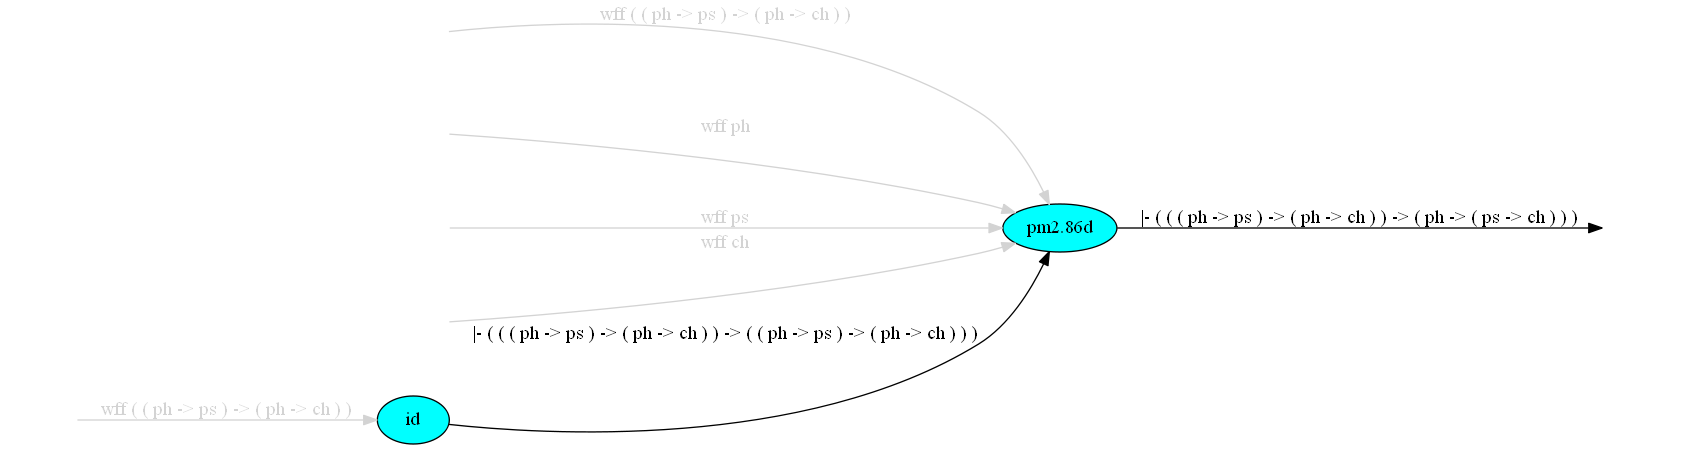 wff ( ( ph -> ps ) -> ( ph -> ch ) )
wff ph
wff ps
wff ch
pm2.86d
|- ( ( ( ph -> ps ) -> ( ph -> ch ) ) -> ( ph -> ( ps -> ch ) ) )
|- ( ( ( ph -> ps ) -> ( ph -> ch ) ) -> ( ( ph -> ps ) -> ( ph -> ch ) ) )
wff ( ( ph -> ps ) -> ( ph -> ch ) )
id